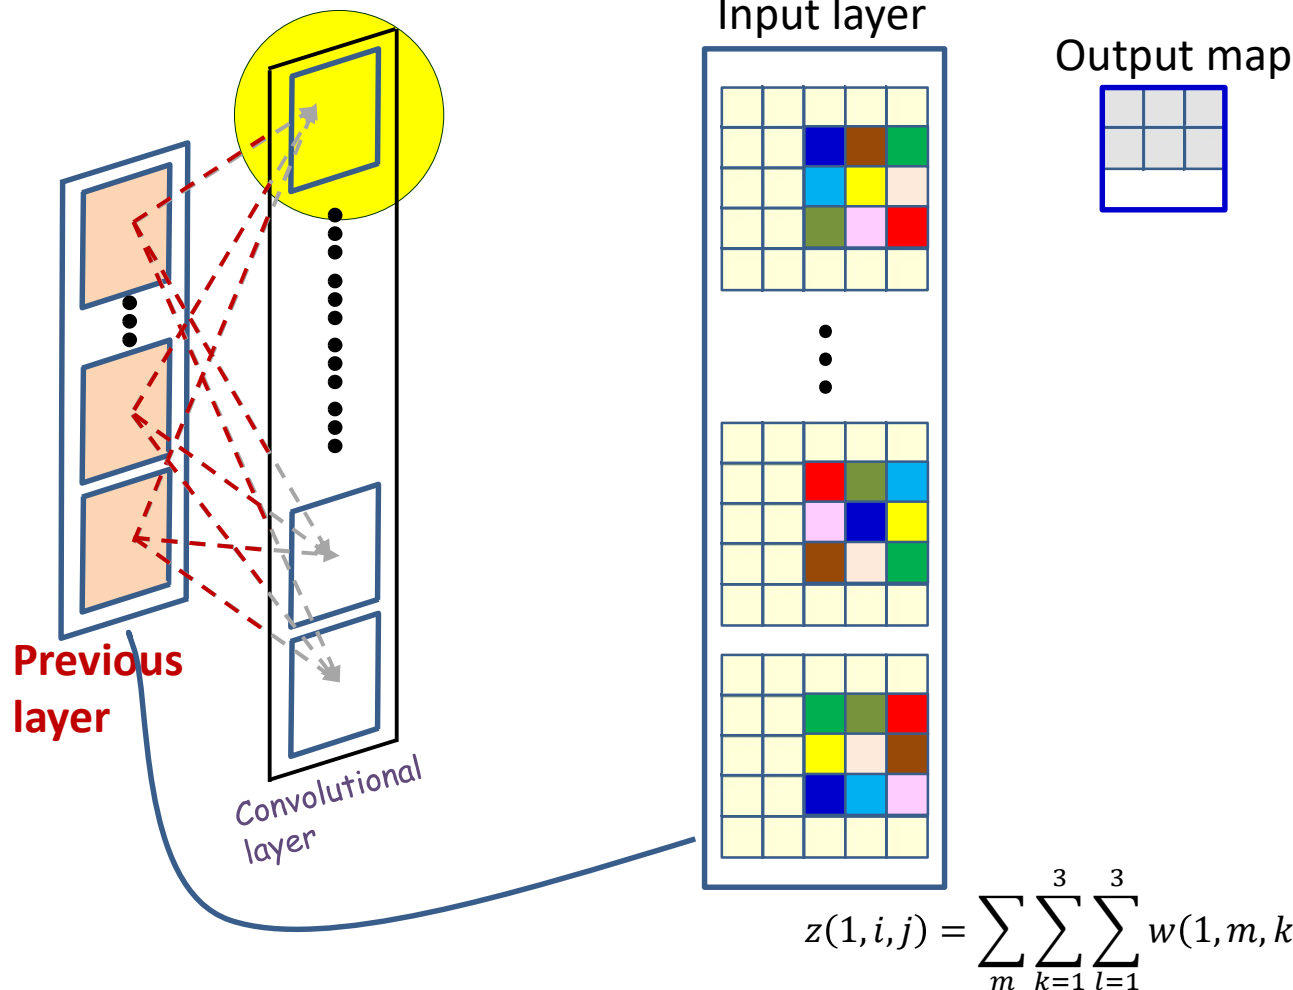 Input layer
Output map
Previous
layer
Convolutional
layer
z(1, i, j) = ∑_m ∑_{k=1}^{3} ∑_{l=1}^{3} w(1, m, k